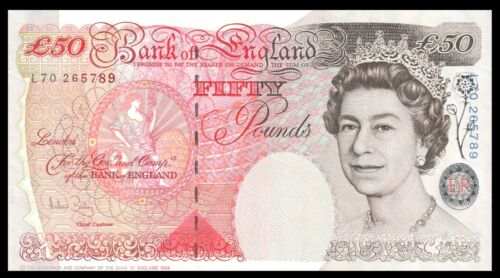 £50 Bank of England £50
I PROMISE TO PAY THE BEARER ON DEMAND THE SUM OF
L70 265789
FIFTY
Pounds
L70 265789
London
For the Gov.r and Comp.a
of the BANK of ENGLAND
Chief Cashier
ER
© THE GOVERNOR AND COMPANY OF THE BANK OF ENGLAND 1994